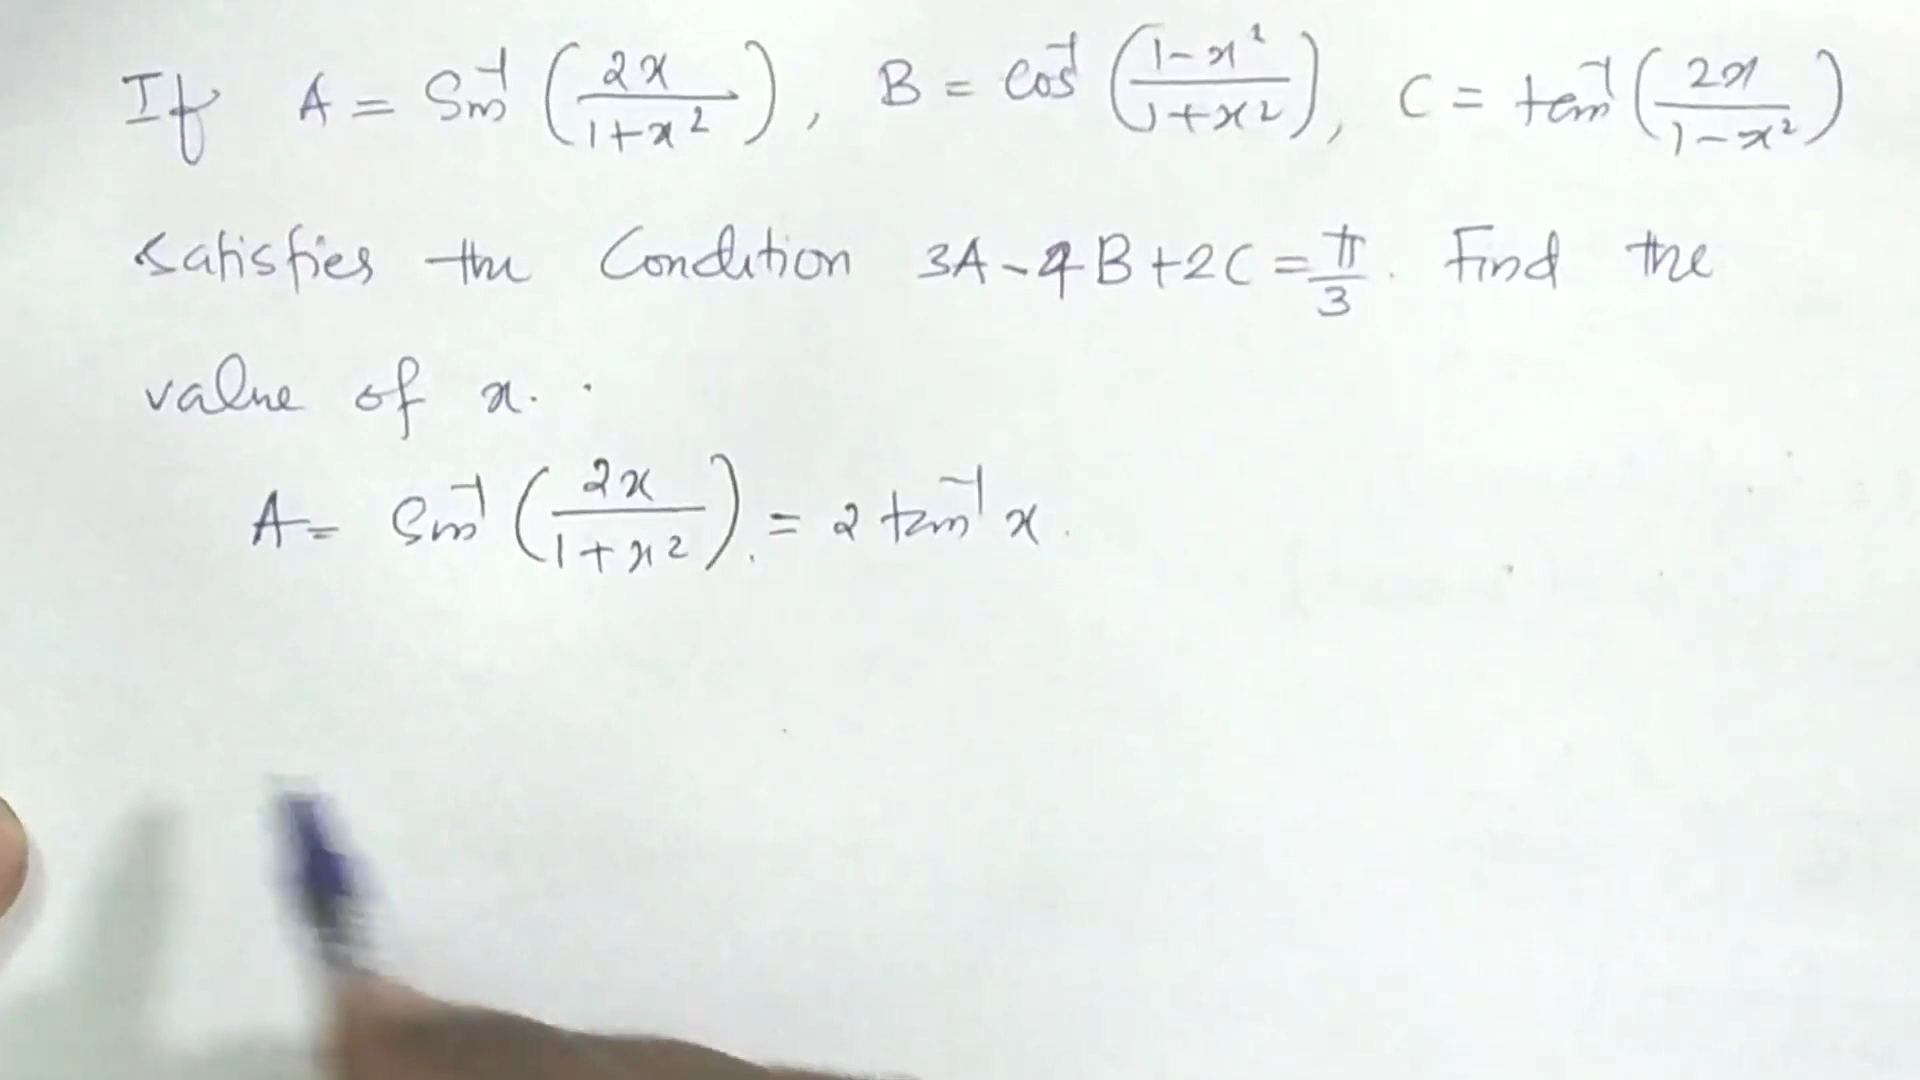 If A = Sin⁻¹ (2x/1+x²), B = Cos⁻¹ (1-x²/1+x²), C = tan⁻¹ (2x/1-x²)
satisfies the Condition 3A-4B+2C = π/3. Find the
value of x.
A = Sin⁻¹ (2x/1+x²) = 2 tan⁻¹ x.